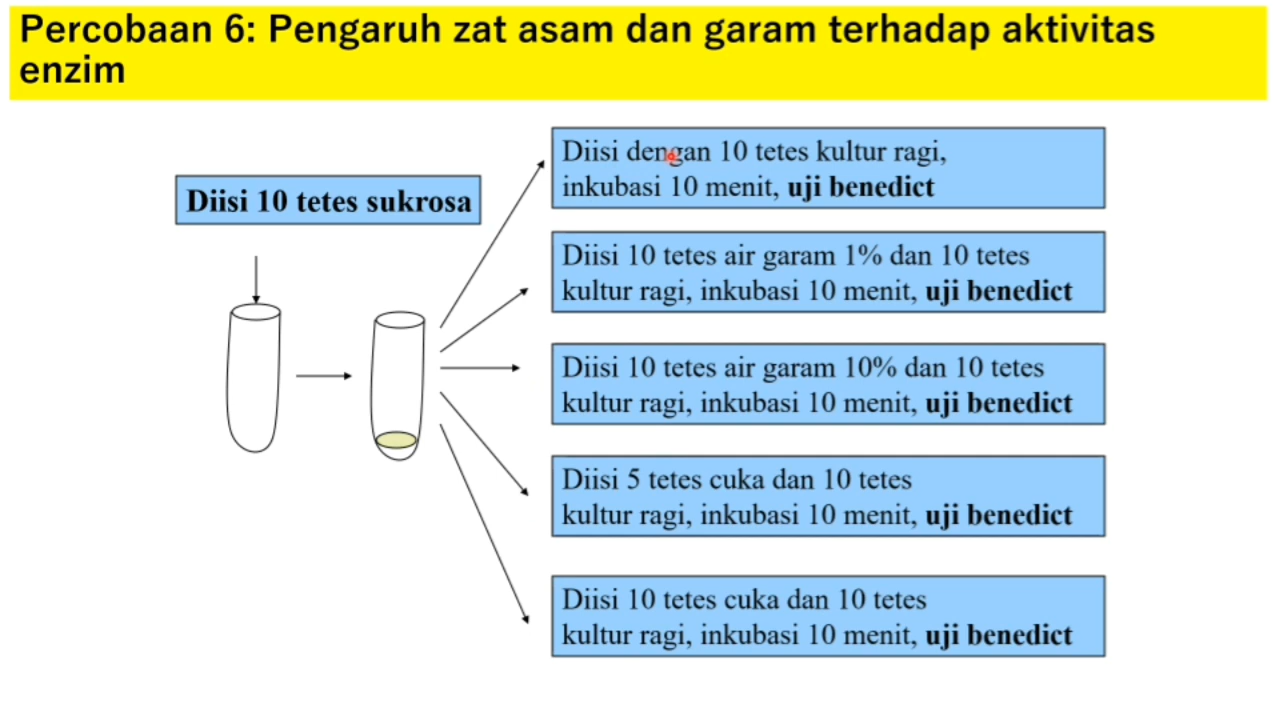 Percobaan 6: Pengaruh zat asam dan garam terhadap aktivitas
enzim
Diisi 10 tetes sukrosa
Diisi dengan 10 tetes kultur ragi,
inkubasi 10 menit, uji benedict
Diisi 10 tetes air garam 1% dan 10 tetes
kultur ragi, inkubasi 10 menit, uji benedict
Diisi 10 tetes air garam 10% dan 10 tetes
kultur ragi, inkubasi 10 menit, uji benedict
Diisi 5 tetes cuka dan 10 tetes
kultur ragi, inkubasi 10 menit, uji benedict
Diisi 10 tetes cuka dan 10 tetes
kultur ragi, inkubasi 10 menit, uji benedict